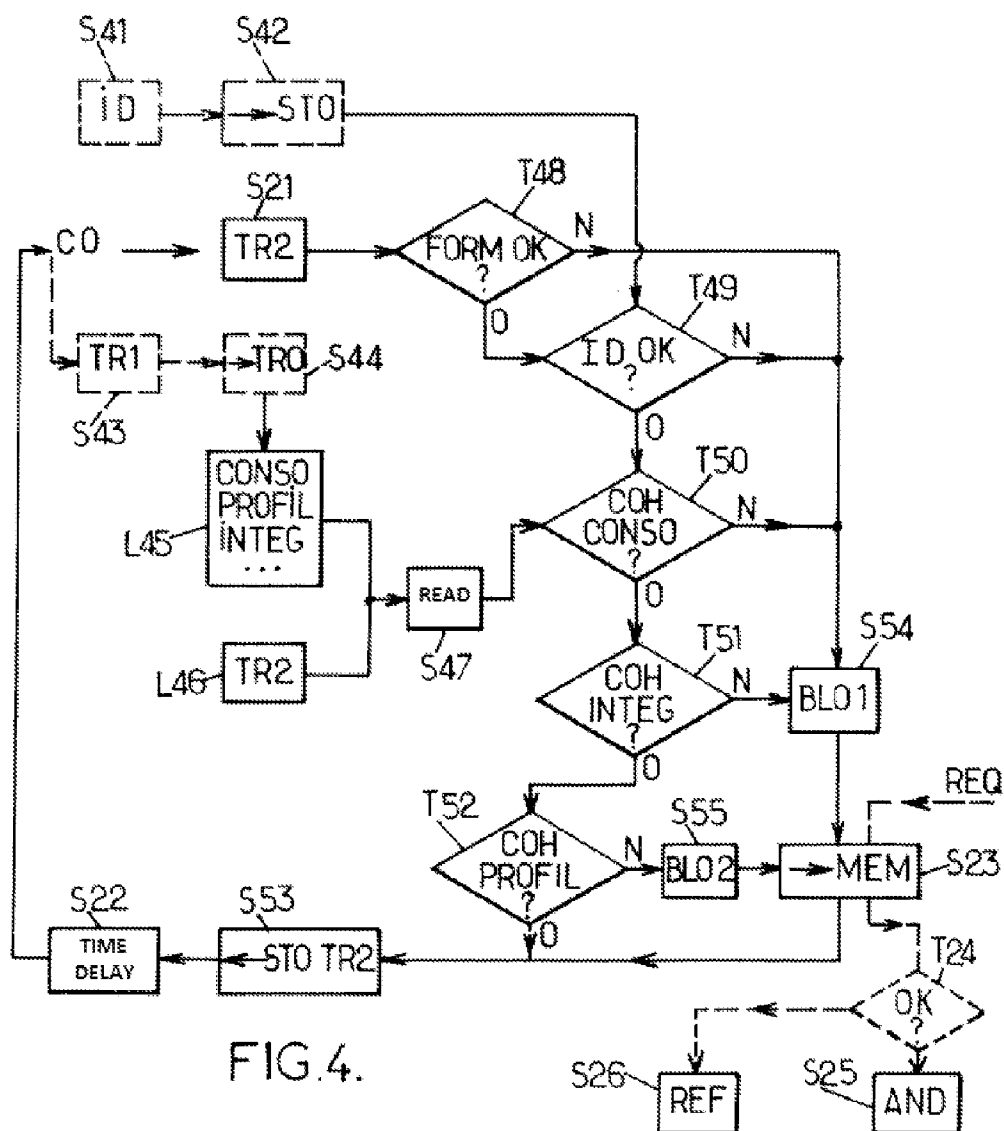 S41
S42
iD
STO
S21
T48
CO
TR2
FORM OK
?
N
O
T49
ID OK
?
N
O
TR1
TRO
S44
S43
CONSO
PROFiL
iNTEG
...
L45
T50
COH
CONSO
?
N
O
READ
S47
L46
TR2
T51
COH
INTEG
?
N
O
S54
BLO1
REQ
T52
COH
PROFIL
?
N
O
S55
BLO2
MEM
S23
S22
TIME
DELAY
S53
STO TR2
T24
OK
?
FIG.4.
S26
REF
S25
AND